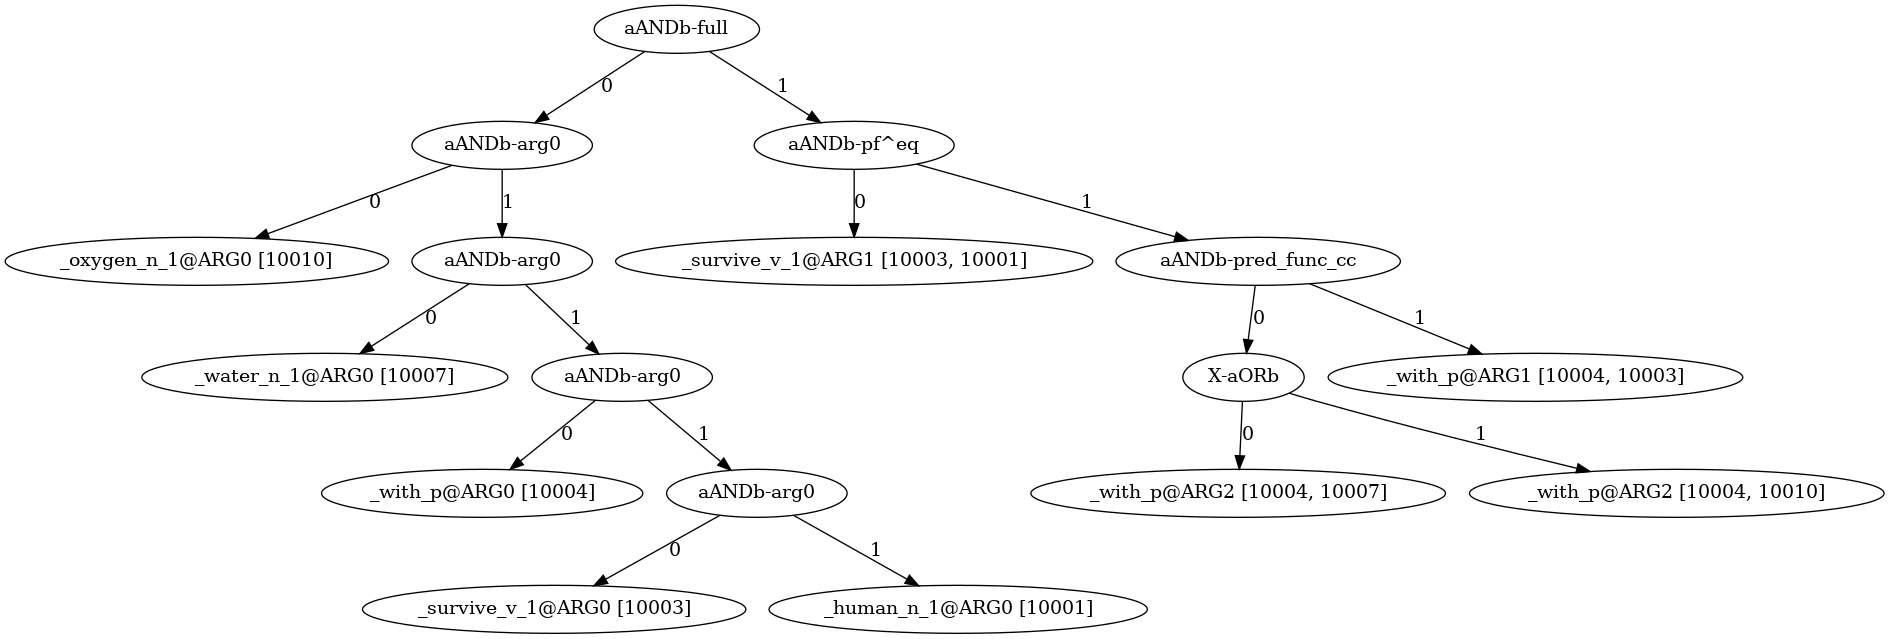 aANDb-full
0
1
aANDb-arg0
aANDb-pf^eq
0
1
0
1
_oxygen_n_1@ARG0 [10010]
aANDb-arg0
_survive_v_1@ARG1 [10003, 10001]
aANDb-pred_func_cc
0
1
0
1
_water_n_1@ARG0 [10007]
aANDb-arg0
X-aORb
_with_p@ARG1 [10004, 10003]
0
1
0
1
_with_p@ARG0 [10004]
aANDb-arg0
_with_p@ARG2 [10004, 10007]
_with_p@ARG2 [10004, 10010]
0
1
_survive_v_1@ARG0 [10003]
_human_n_1@ARG0 [10001]